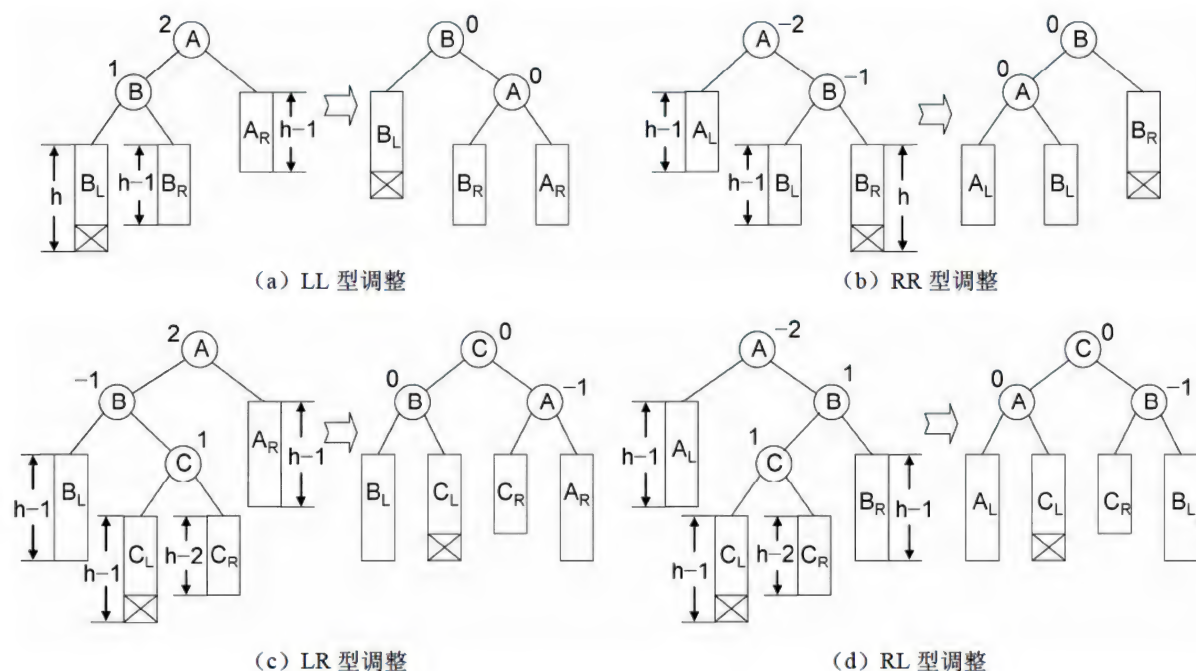 2 A
1 B
A_R h-1
h B_L
h-1 B_R
B 0
A 0
B_L
B_R
A_R
(a) LL 型调整
A -2
B -1
h-1 A_L
h-1 B_L
B_R h
0 B
0 A
B_R
A_L
B_L
(b) RR 型调整
2 A
-1 B
C 1
A_R h-1
h-1 B_L
h-1 C_L
h-2 C_R
C 0
0 B
A -1
B_L
C_L
C_R
A_R
(c) LR 型调整
A -2
B 1
1 C
h-1 A_L
B_R h-1
h-1 C_L
h-2 C_R
C 0
0 A
B -1
A_L
C_L
C_R
B_L
(d) RL 型调整